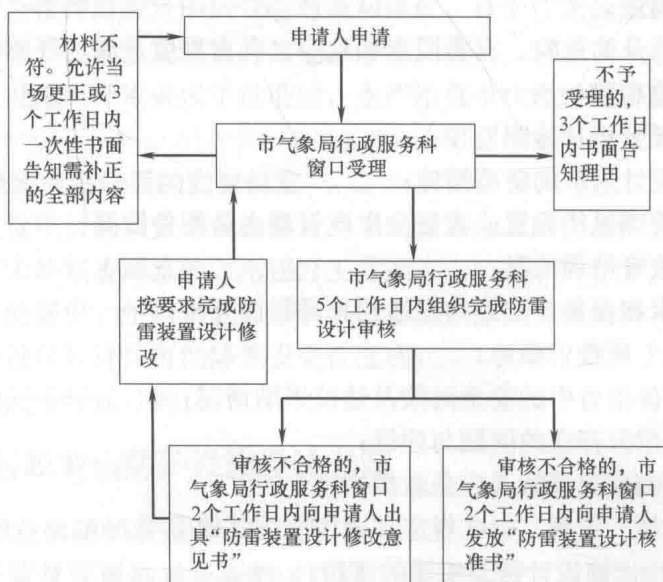 申请人申请
材料不
符。允许当
场更正或3
个工作日内
一次性书面
告知需补正
的全部内容
不予
受理的,
3个工作日
内书面告
知理由
市气象局行政服务科
窗口受理
申请人
按要求完成防
雷装置设计修
改
市气象局行政服务科
5个工作日内组织完成防雷
设计审核
审核不合格的，市
气象局行政服务科窗口
2个工作日内向申请人出
具“防雷装置设计修改意
见书”
审核不合格的，市
气象局行政服务科窗口
2个工作日内向申请人
发放“防雷装置设计核
准书”